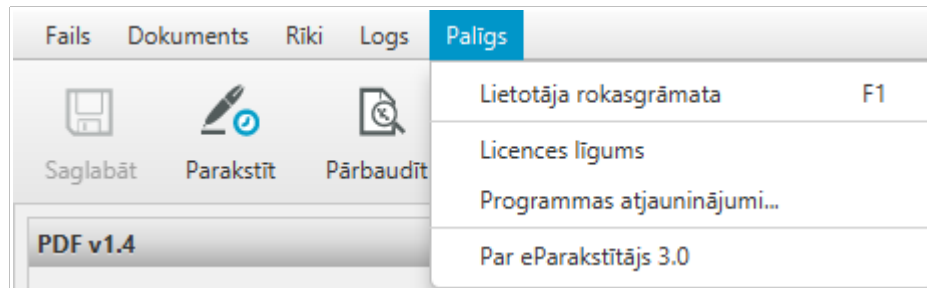 Fails Dokuments Rīki Logs Palīgs
Lietotāja rokasgrāmata F1
Saglabāt Parakstīt Pārbaudīt
Licences līgums
Programmas atjauninājumi...
PDF v1.4
Par eParakstītājs 3.0